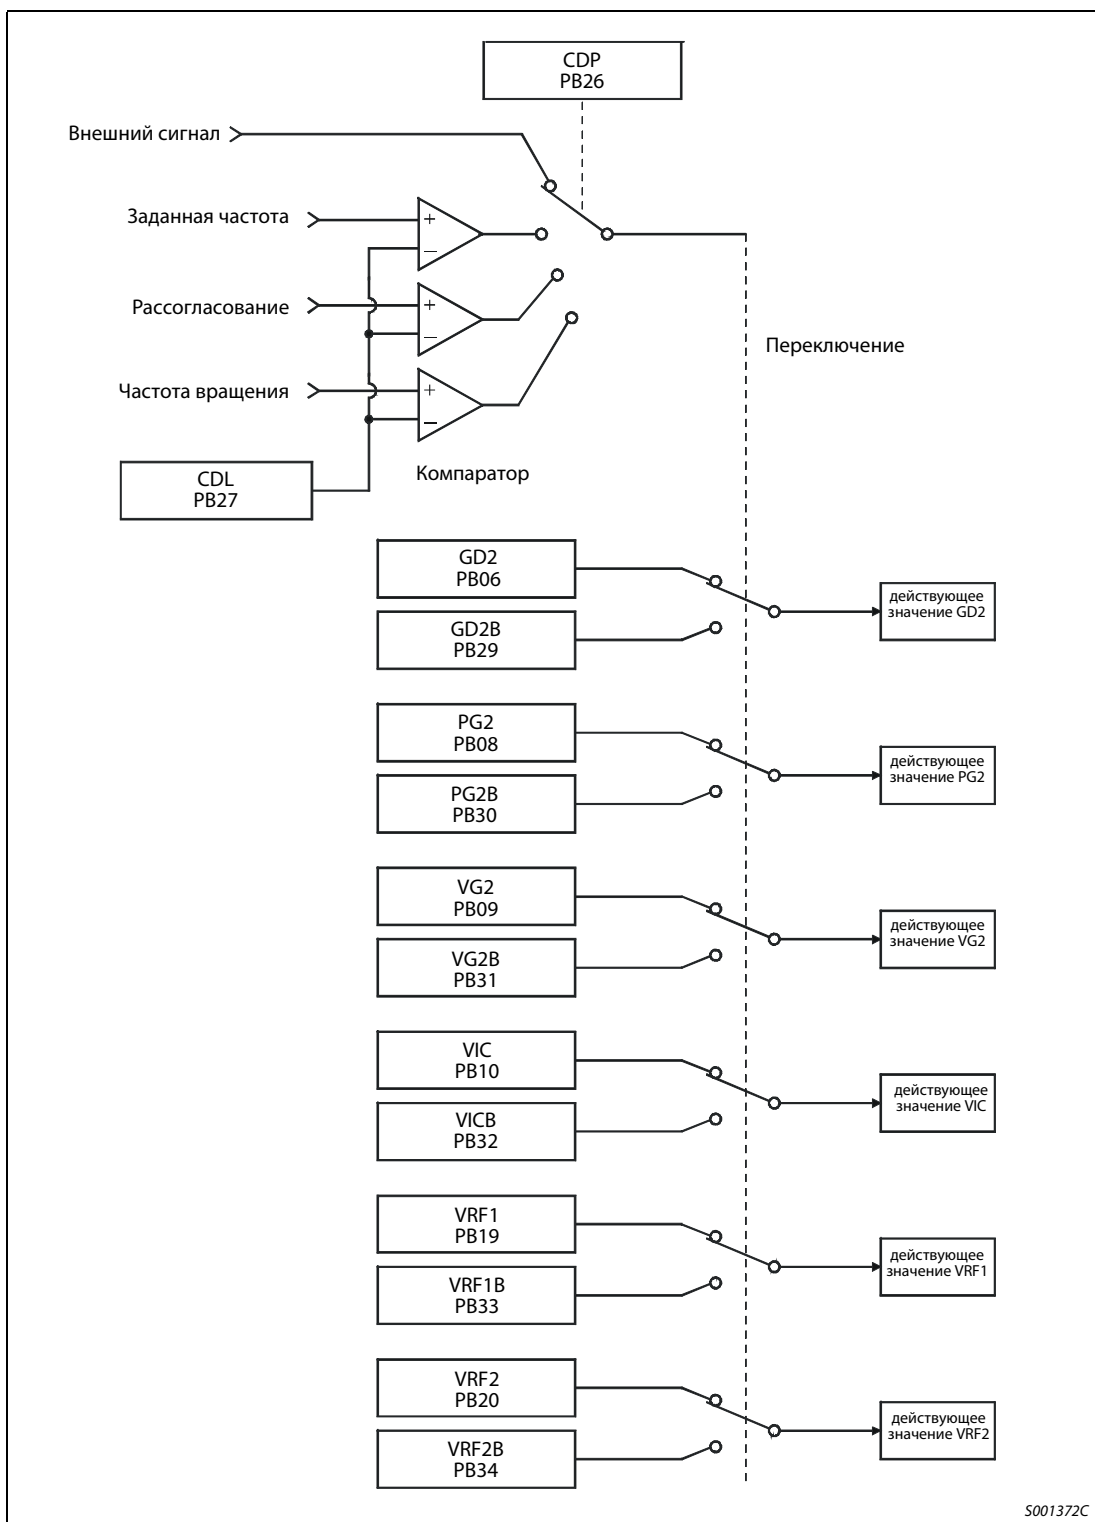 CDP
PB26
Внешний сигнал
Заданная частота
+
–
Рассогласование
+
–
Переключение
Частота вращения
+
–
CDL
PB27
Компаратор
GD2
PB06
действующее
значение GD2
GD2B
PB29
PG2
PB08
действующее
значение PG2
PG2B
PB30
VG2
PB09
действующее
значение VG2
VG2B
PB31
VIC
PB10
действующее
значение VIC
VICB
PB32
VRF1
PB19
действующее
значение VRF1
VRF1B
PB33
VRF2
PB20
действующее
значение VRF2
VRF2B
PB34
S001372C